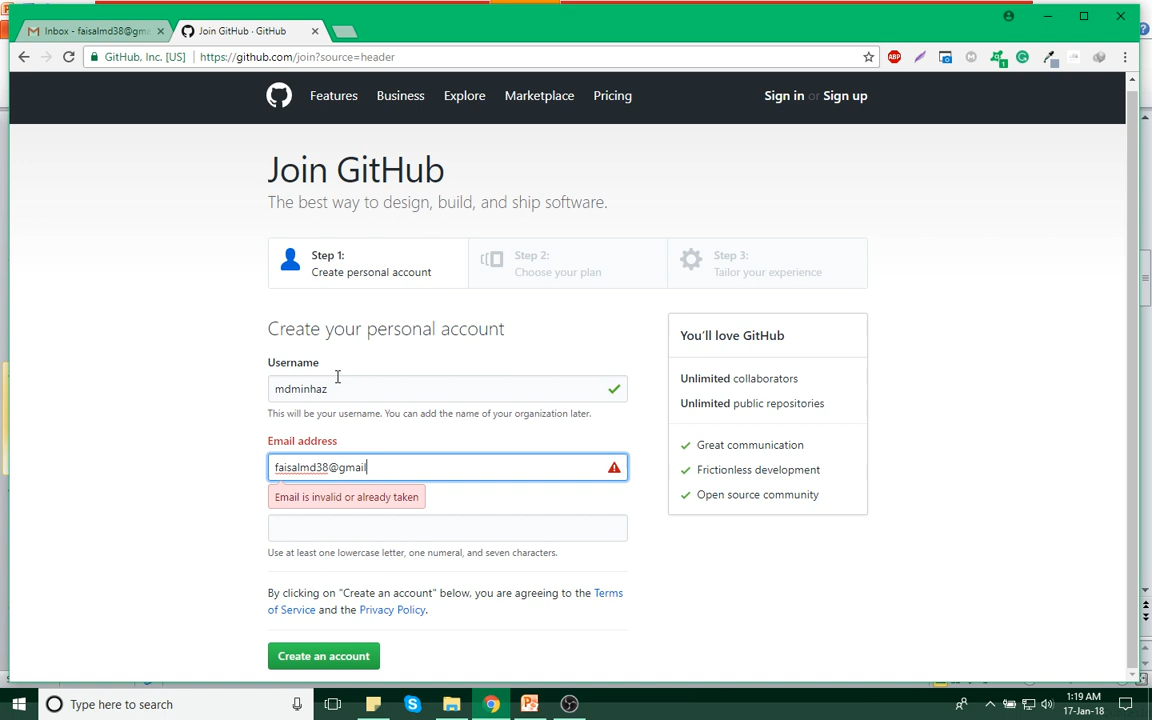 Inbox - faisalmd38@gm
Join GitHub · GitHub
GitHub, Inc. [US]
https://github.com/join?source=header
ABP
1
Features
Business
Explore
Marketplace
Pricing
Sign in or Sign up
Join GitHub
The best way to design, build, and ship software.
Step 1:
Create personal account
Step 2:
Choose your plan
Step 3:
Tailor your experience
Create your personal account
Username
mdminhaz
This will be your username. You can add the name of your organization later.
Email address
faisalmd38@gmail
Email is invalid or already taken
Use at least one lowercase letter, one numeral, and seven characters.
By clicking on "Create an account" below, you are agreeing to the Terms
of Service and the Privacy Policy.
Create an account
You'll love GitHub
Unlimited collaborators
Unlimited public repositories
Great communication
Frictionless development
Open source community
Type here to search
1:19 AM
17-Jan-18